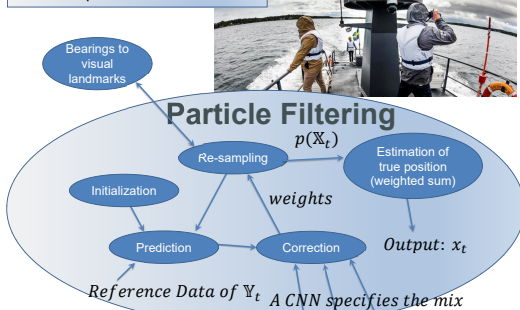 Bearings to
visual
landmarks
Particle Filtering
p(𝕏ₜ)
Re-sampling
Estimation of
true position
(weighted sum)
Initialization
weights
Prediction
Correction
Output: xₜ
Reference Data of 𝕐ₜ
A CNN specifies the mix